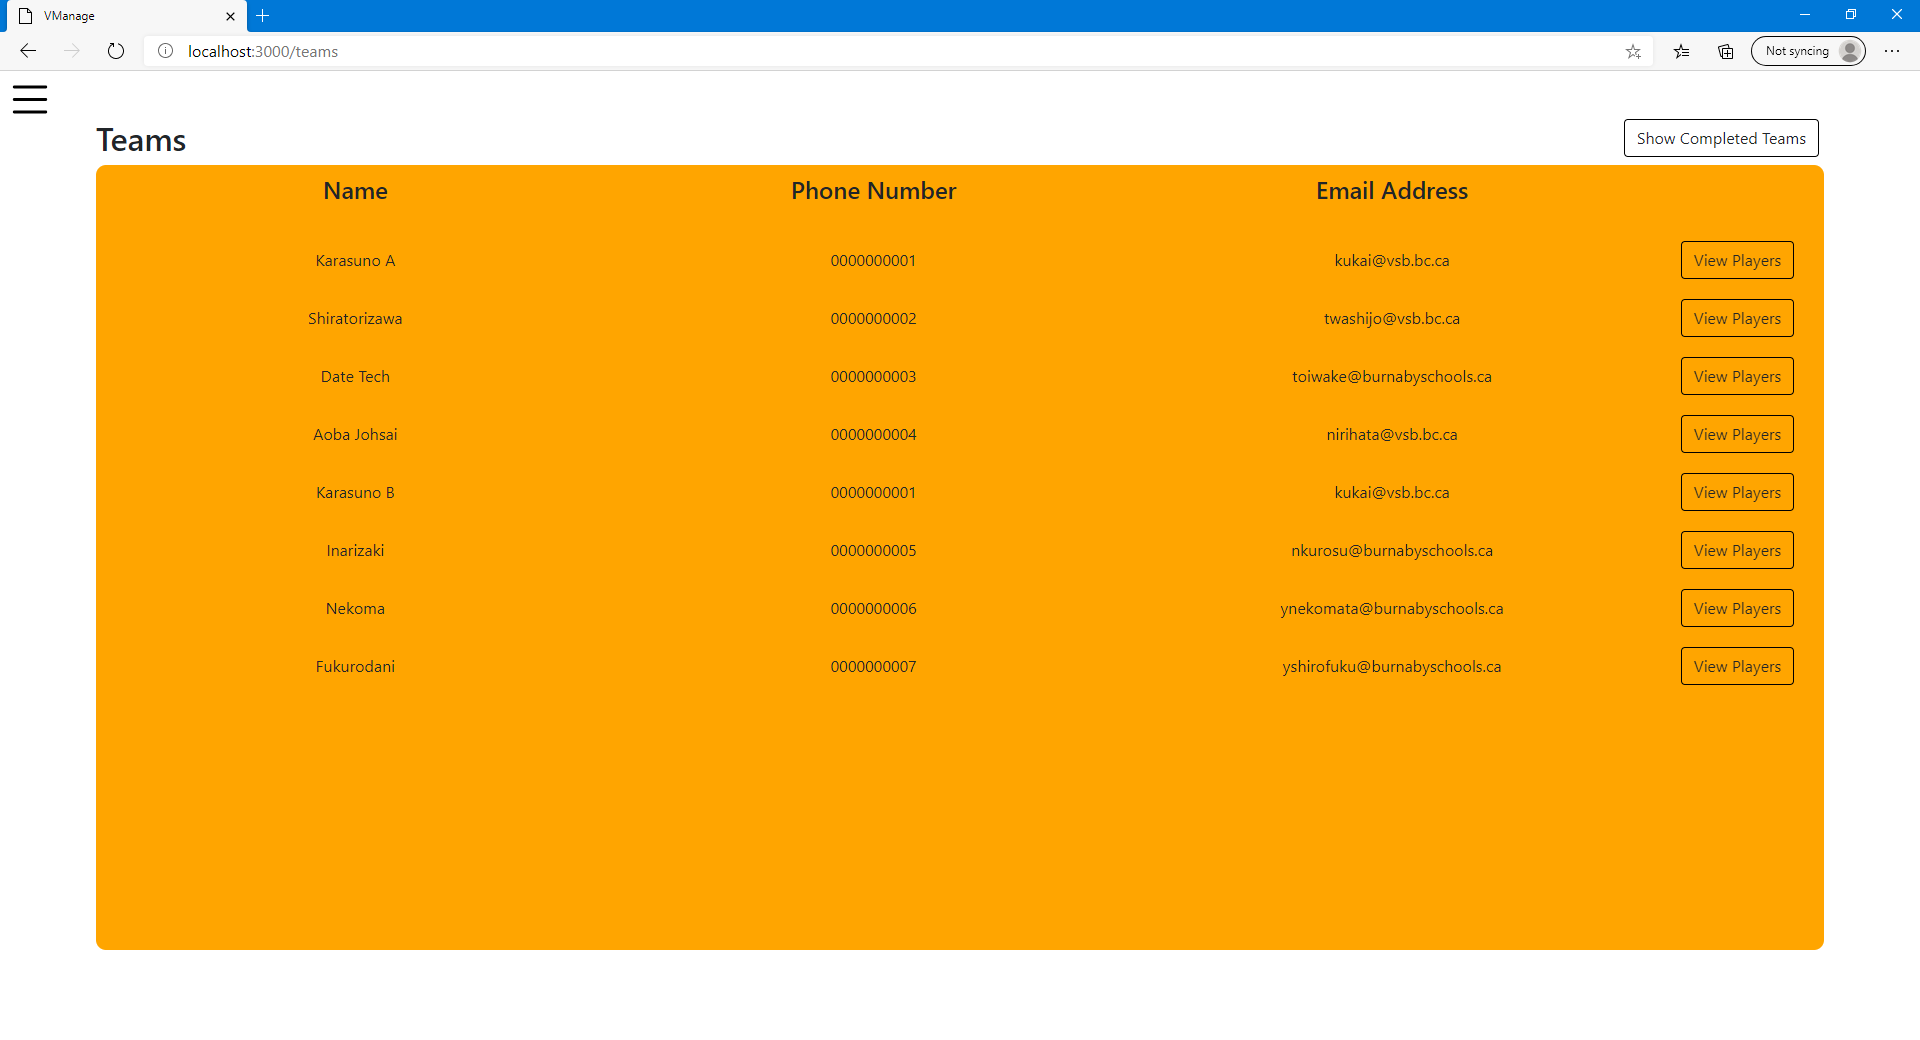 VManage
localhost:3000/teams
Not syncing
Teams
Show Completed Teams
Name Phone Number Email Address
Karasuno A 0000000001 kukai@vsb.bc.ca View Players
Shiratorizawa 0000000002 twashijo@vsb.bc.ca View Players
Date Tech 0000000003 toiwake@burnabyschools.ca View Players
Aoba Johsai 0000000004 nirihata@vsb.bc.ca View Players
Karasuno B 0000000001 kukai@vsb.bc.ca View Players
Inarizaki 0000000005 nkurosu@burnabyschools.ca View Players
Nekoma 0000000006 ynekomata@burnabyschools.ca View Players
Fukurodani 0000000007 yshirofuku@burnabyschools.ca View Players